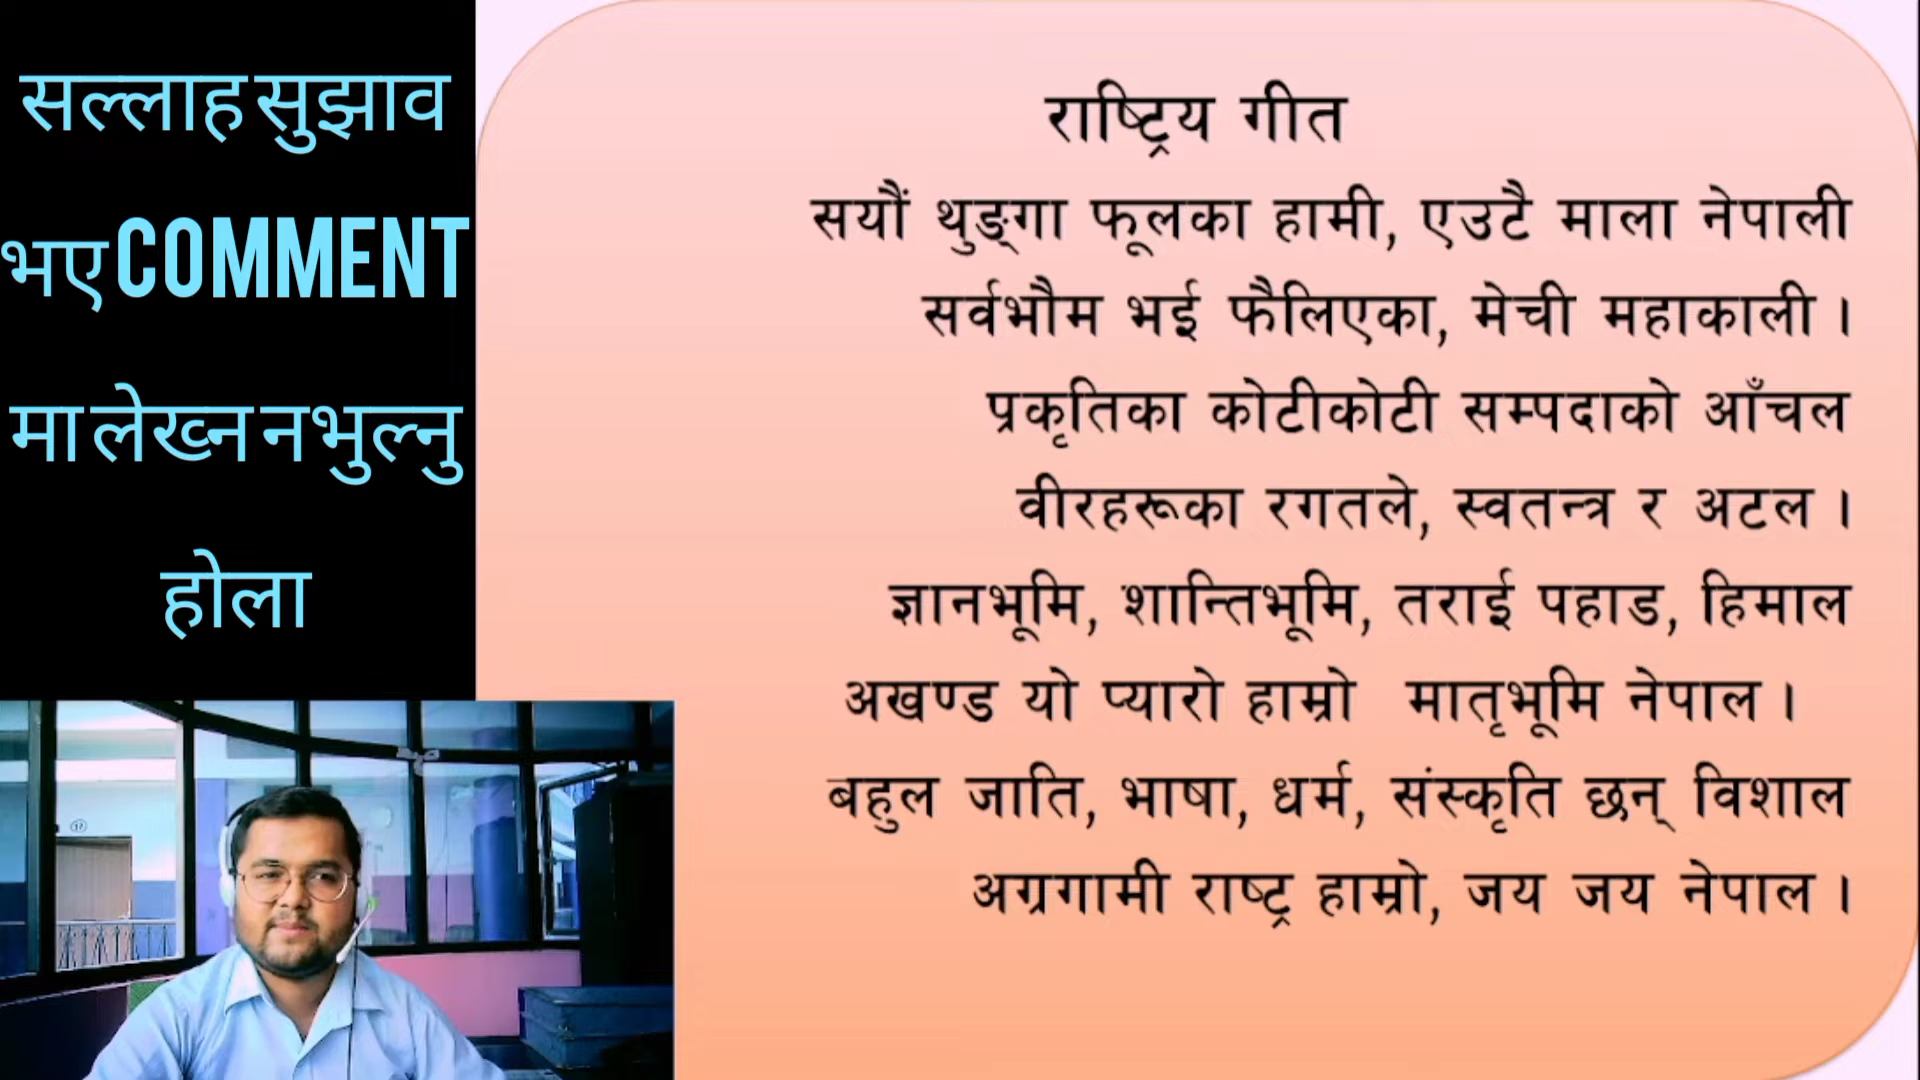 सल्लाह सुझाव
भए COMMENT
मा लेख्न नभुल्नु
होला
राष्ट्रिय गीत
सयौं थुङ्गा फूलका हामी, एउटै माला नेपाली
सर्वभौम भई फैलिएका, मेची महाकाली ।
प्रकृतिका कोटीकोटी सम्पदाको आँचल
वीरहरूका रगतले, स्वतन्त्र र अटल ।
ज्ञानभूमि, शान्तिभूमि, तराई पहाड, हिमाल
अखण्ड यो प्यारो हाम्रो मातृभूमि नेपाल ।
बहुल जाति, भाषा, धर्म, संस्कृति छन् विशाल
अग्रगामी राष्ट्र हाम्रो, जय जय नेपाल ।